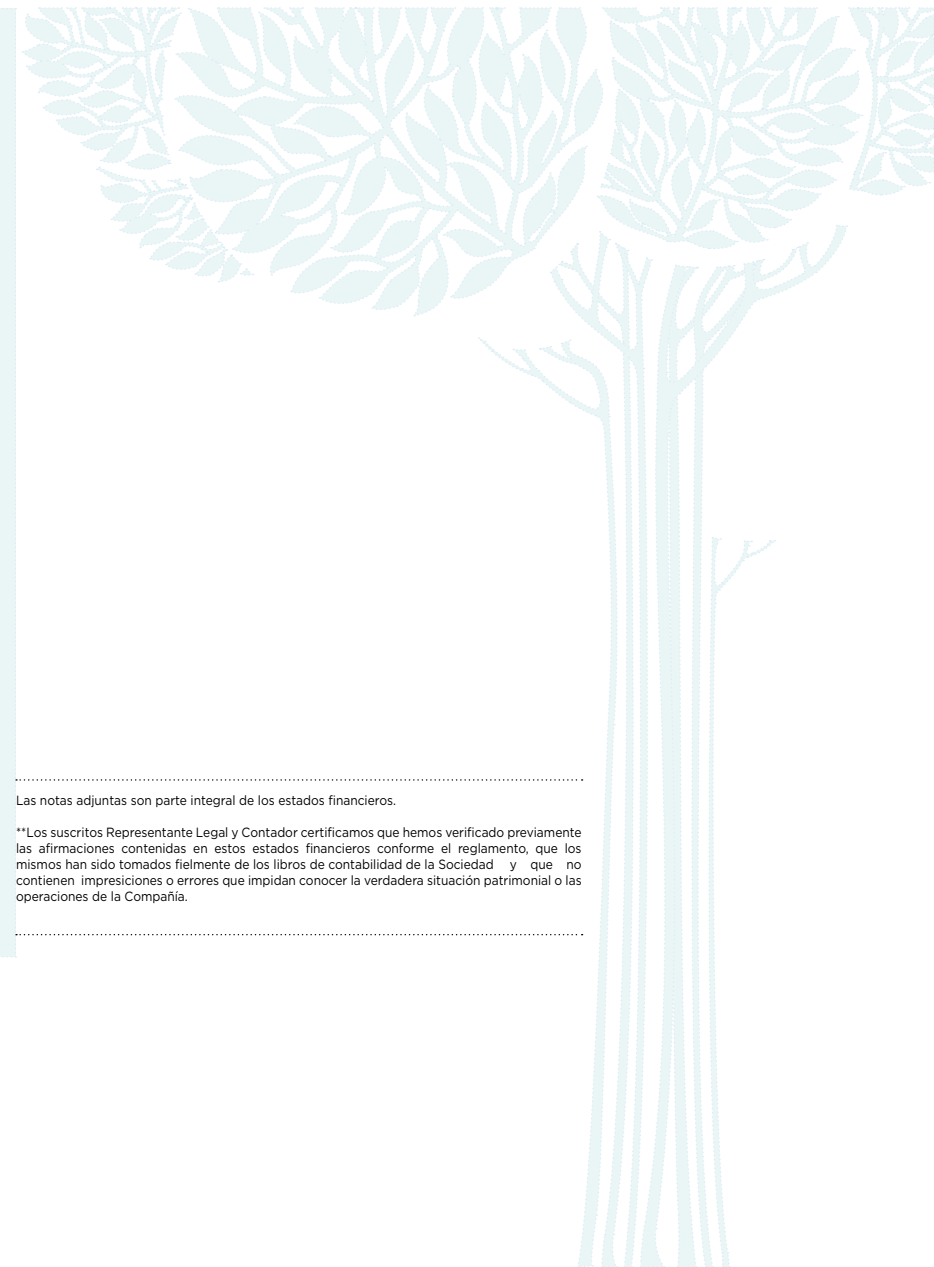 Las notas adjuntas son parte integral de los estados financieros.
**Los suscritos Representante Legal y Contador certificamos que hemos verificado previamente
las afirmaciones contenidas en estos estados financieros conforme el reglamento, que los
mismos han sido tomados fielmente de los libros de contabilidad de la Sociedad y que no
contienen impresiciones o errores que impidan conocer la verdadera situación patrimonial o las
operaciones de la Compañía.